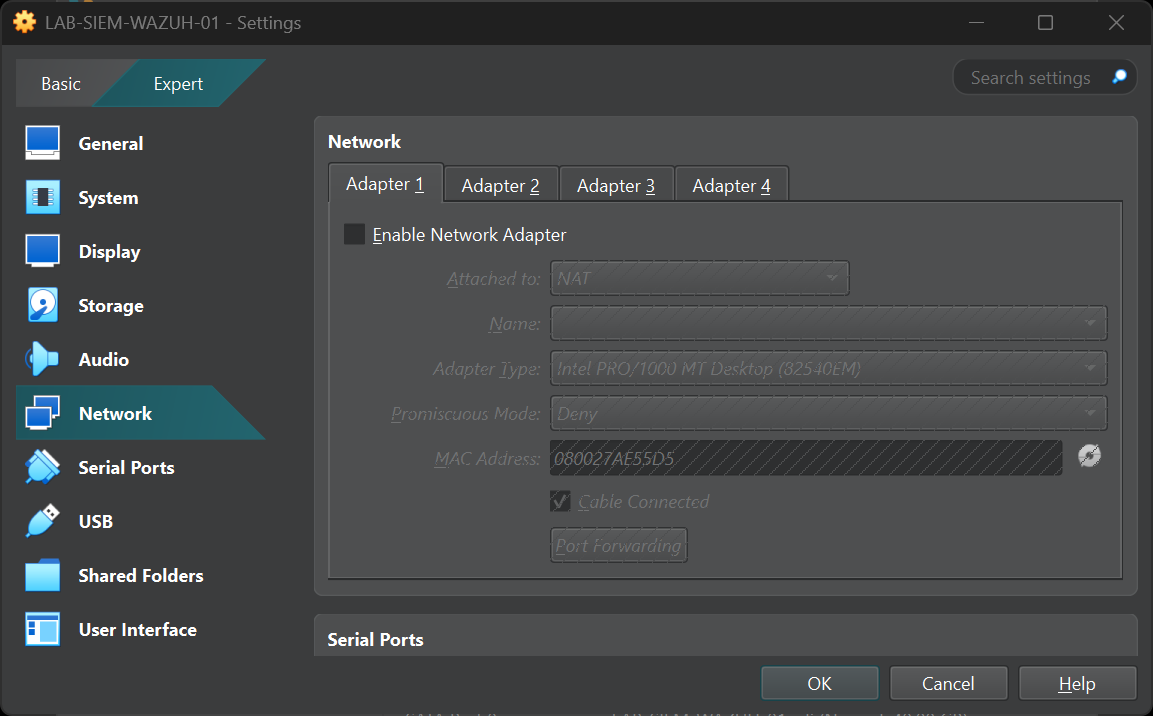 LAB-SIEM-WAZUH-01 - Settings
Basic
Expert
Search settings
General
System
Display
Storage
Audio
Network
Serial Ports
USB
Shared Folders
User Interface
Network
Adapter 1
Adapter 2
Adapter 3
Adapter 4
Enable Network Adapter
Attached to: NAT
Name:
Adapter Type: Intel PRO/1000 MT Desktop (82540EM)
Promiscuous Mode: Deny
MAC Address: 080027AE55D5
Cable Connected
Port Forwarding
Serial Ports
OK
Cancel
Help